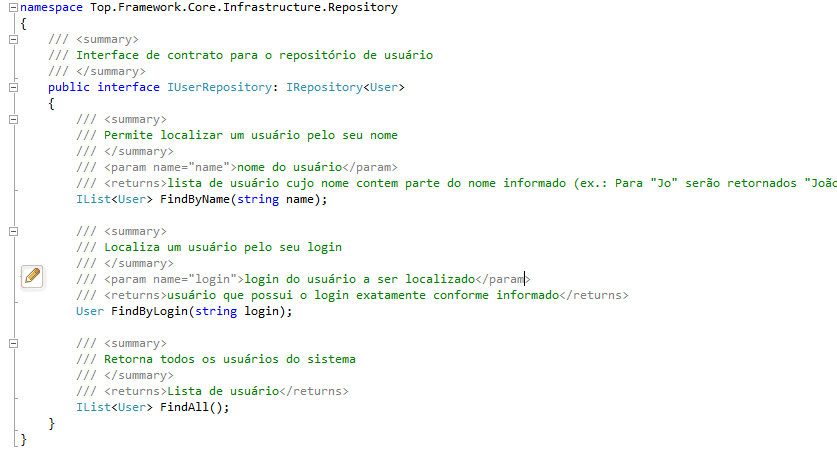 namespace Top.Framework.Core.Infrastructure.Repository
{
/// <summary>
/// Interface de contrato para o repositório de usuário
/// </summary>
public interface IUserRepository: IRepository<User>
{
/// <summary>
/// Permite localizar um usuário pelo seu nome
/// </summary>
/// <param name="name">nome do usuário</param>
/// <returns>lista de usuário cujo nome contem parte do nome informado (ex.: Para "Jo" serão retornados "João
IList<User> FindByName(string name);
/// <summary>
/// Localiza um usuário pelo seu login
/// </summary>
/// <param name="login">login do usuário a ser localizado</param>
/// <returns>usuário que possui o login exatamente conforme informado</returns>
User FindByLogin(string login);
/// <summary>
/// Retorna todos os usuários do sistema
/// </summary>
/// <returns>Lista de usuário</returns>
IList<User> FindAll();
}
}